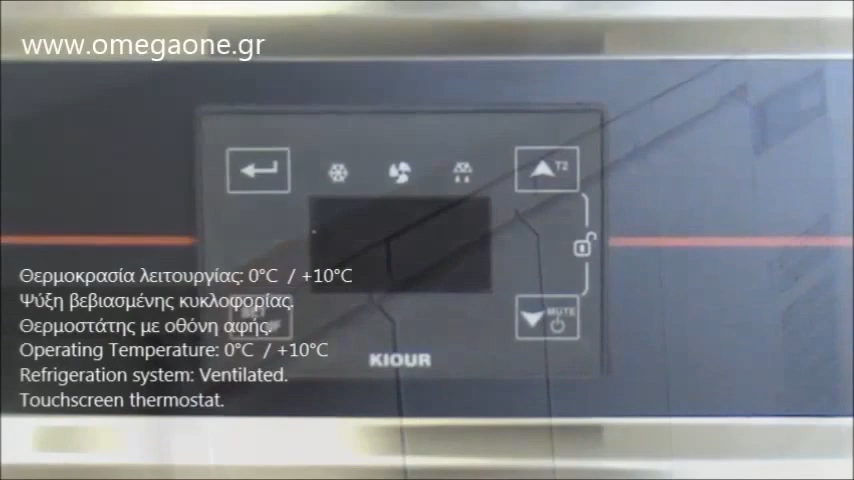 www.omegaone.gr
T2
Θερμοκρασία λειτουργίας: 0°C / +10°C
Ψύξη βεβιασμένης κυκλοφορίας.
MUTE
Θερμοστάτης με οθόνη αφής.
Operating Temperature: 0°C / +10°C
KIOUR
Refrigeration system: Ventilated.
Touchscreen thermostat.